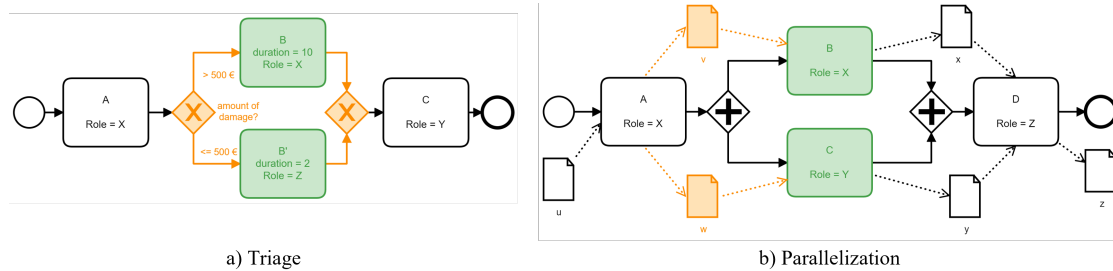 B
duration = 10
Role = X
> 500 €
A
Role = X
X
amount of
damage?
X
C
Role = Y
<= 500 €
B'
duration = 2
Role = Z
a) Triage
v
B
Role = X
x
A
Role = X
D
Role = Z
u
C
Role = Y
w
y
z
b) Parallelization